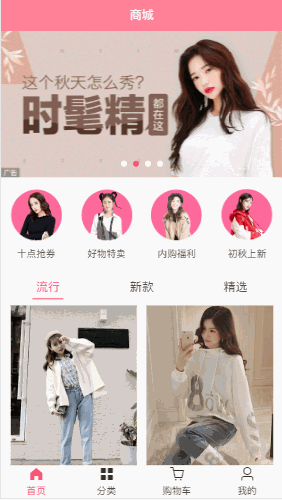 商城
这个秋天怎么秀?
时髦精
都在这
广告
十点抢券
好物特卖
内购福利
初秋上新
流行
新款
精选
首页
分类
购物车
我的